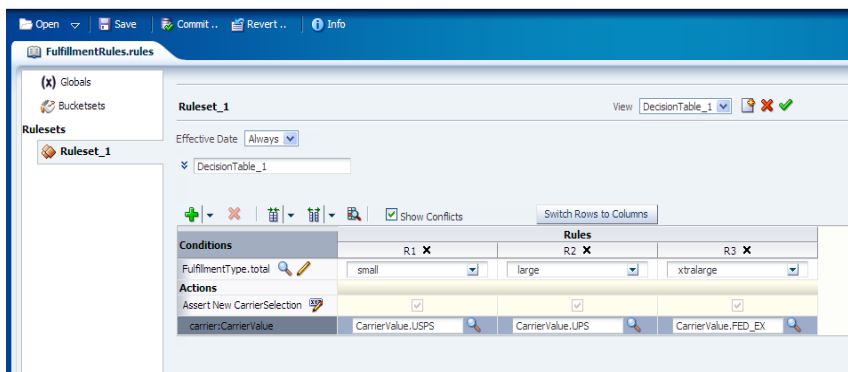 Open Save Commit .. Revert .. Info
FulfillmentRules.rules
(x) Globals
Bucketsets
Rulesets
Ruleset_1
Ruleset_1 View DecisionTable_1
Effective Date Always
DecisionTable_1
Show Conflicts Switch Rows to Columns
Rules
Conditions R1 R2 R3
FulfillmentType.total small large xtralarge
Actions
Assert New CarrierSelection
carrier:CarrierValue CarrierValue.USPS CarrierValue.UPS CarrierValue.FED_EX